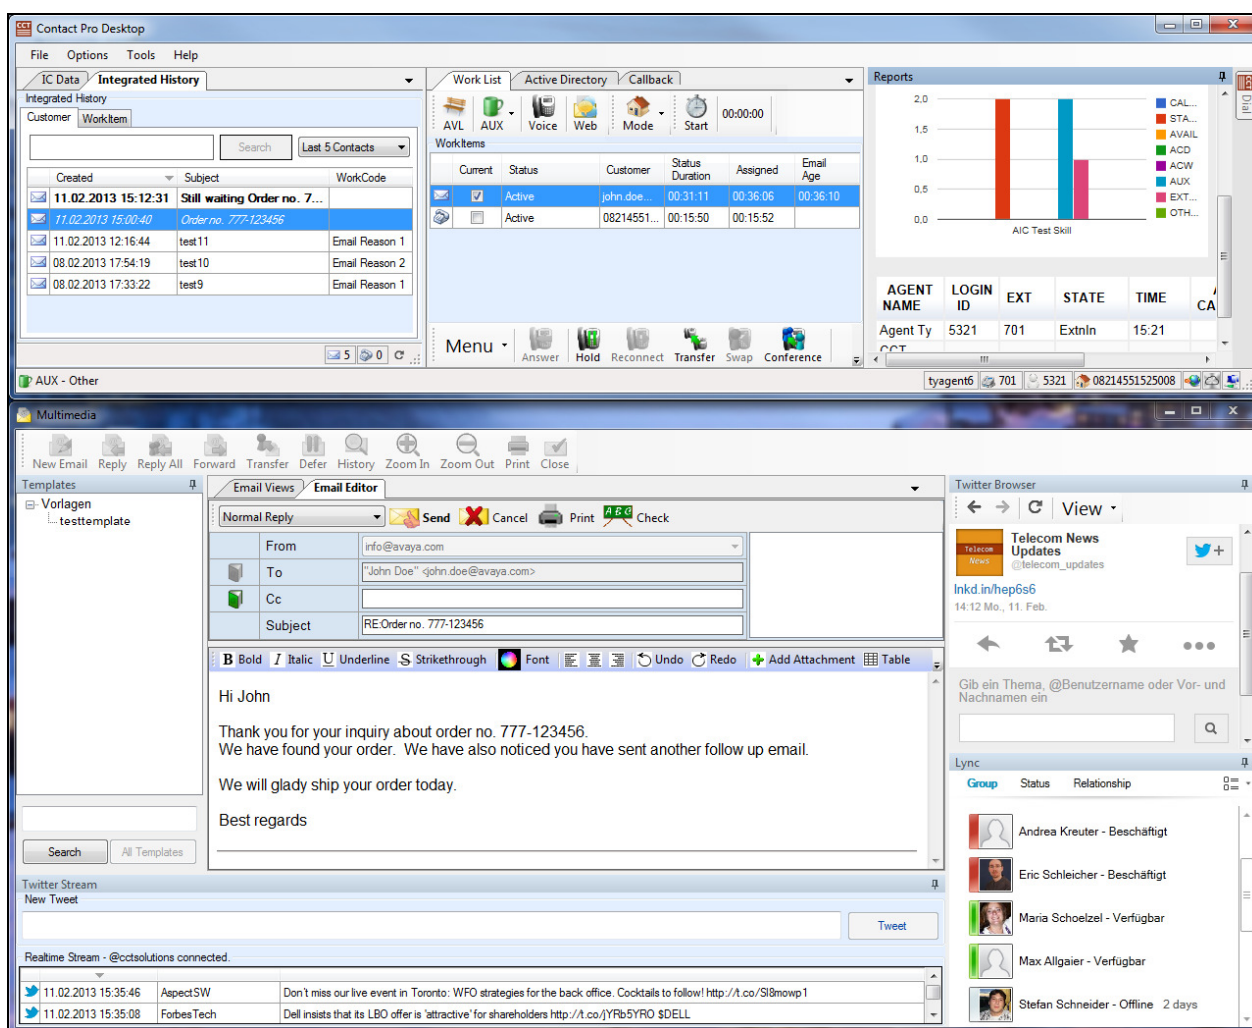 Contact Pro Desktop
File Options Tools Help
IC Data Integrated History
Integrated History
Customer WorkItem
Search Last 5 Contacts
Created Subject WorkCode
11.02.2013 15:12:31 Still waiting Order no. 7...
11.02.2013 15:00:40 Order no. 777-123456
11.02.2013 12:16:44 test11 Email Reason 1
08.02.2013 17:54:19 test10 Email Reason 2
08.02.2013 17:33:22 test9 Email Reason 1
5 0
Work List Active Directory Callback
AVL AUX Voice Web Mode Start 00:00:00
WorkItems
Current Status Customer Status Duration Assigned Email Age
Active john.doe... 00:31:11 00:36:06 00:36:10
Active 08214551... 00:15:50 00:15:52
Menu Answer Hold Reconnect Transfer Swap Conference
Reports
2,0
1,5
1,0
0,5
0,0
AIC Test Skill
CAL...
STA...
AVAIL
ACD
ACW
AUX
EXT...
OTH...
AGENT NAME LOGIN ID EXT STATE TIME CA
Agent Ty 5321 701 ExtnIn 15:21
CCT
Dial
AUX - Other
tyagent6 701 5321 08214551525008
Multimedia
New Email Reply Reply All Forward Transfer Defer History Zoom In Zoom Out Print Close
Templates
Vorlagen
testtemplate
Search All Templates
Email Views Email Editor
Normal Reply Send Cancel Print ABC Check
From info@avaya.com
To "John Doe" <john.doe@avaya.com>
Cc
Subject RE:Order no. 777-123456
B Bold I Italic U Underline S Strikethrough Font Undo Redo Add Attachment Table
Hi John
Thank you for your inquiry about order no. 777-123456.
We have found your order. We have also noticed you have sent another follow up email.
We will glady ship your order today.
Best regards
Twitter Browser
View
Telecom News
Telecom News
Updates
@telecom_updates
lnkd.in/hep6s6
14:12 Mo., 11. Feb.
Gib ein Thema, @Benutzername oder Vor- und
Nachnamen ein
Lync
Group Status Relationship
Andrea Kreuter - Beschäftigt
Eric Schleicher - Beschäftigt
Maria Schoelzel - Verfügbar
Max Allgaier - Verfügbar
Stefan Schneider - Offline 2 days
Twitter Stream
New Tweet
Tweet
Realtime Stream - @cctsolutions connected.
11.02.2013 15:35:46 AspectSW Don't miss our live event in Toronto: WFO strategies for the back office. Cocktails to follow! http://t.co/SI8mowp1
11.02.2013 15:35:08 ForbesTech Dell insists that its LBO offer is 'attractive' for shareholders http://t.co/jYRb5YRO $DELL